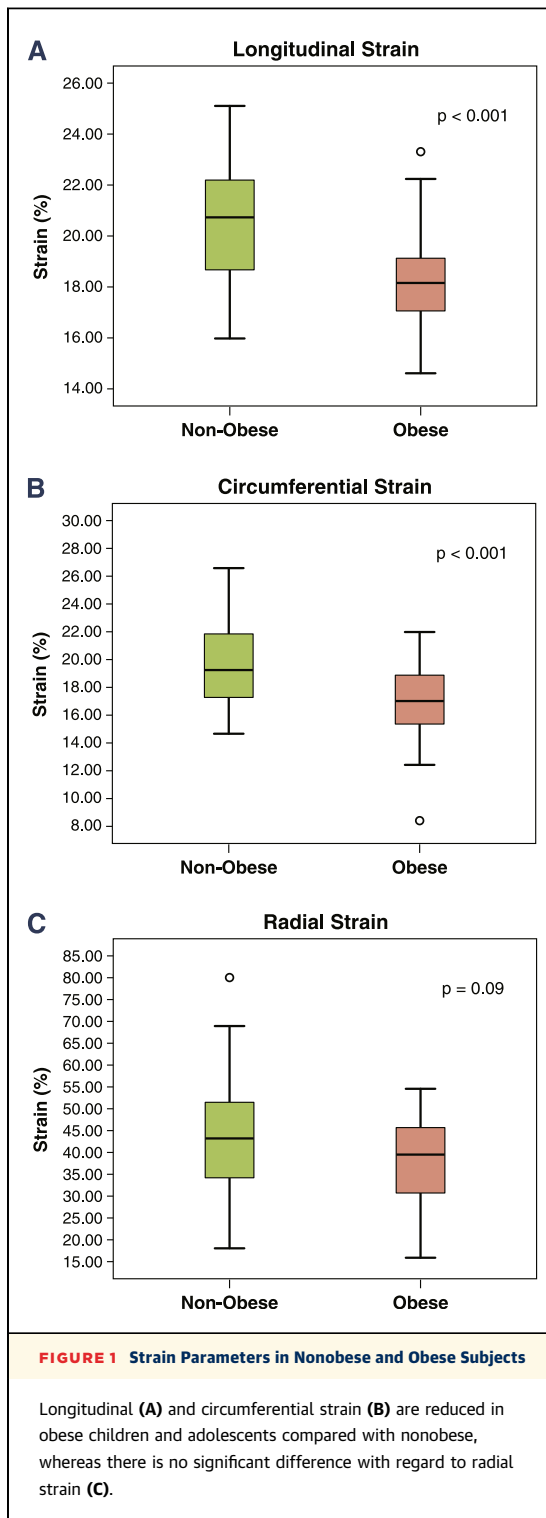 A
Longitudinal Strain
26.00
24.00
22.00
20.00
18.00
16.00
14.00
Strain (%)
p < 0.001
Non-Obese
Obese
B
Circumferential Strain
30.00
28.00
26.00
24.00
22.00
20.00
18.00
16.00
14.00
12.00
10.00
8.00
Strain (%)
p < 0.001
Non-Obese
Obese
C
Radial Strain
85.00
80.00
75.00
70.00
65.00
60.00
55.00
50.00
45.00
40.00
35.00
30.00
25.00
20.00
15.00
Strain (%)
p = 0.09
Non-Obese
Obese
FIGURE 1 Strain Parameters in Nonobese and Obese Subjects
Longitudinal (A) and circumferential strain (B) are reduced in
obese children and adolescents compared with nonobese,
whereas there is no significant difference with regard to radial
strain (C).